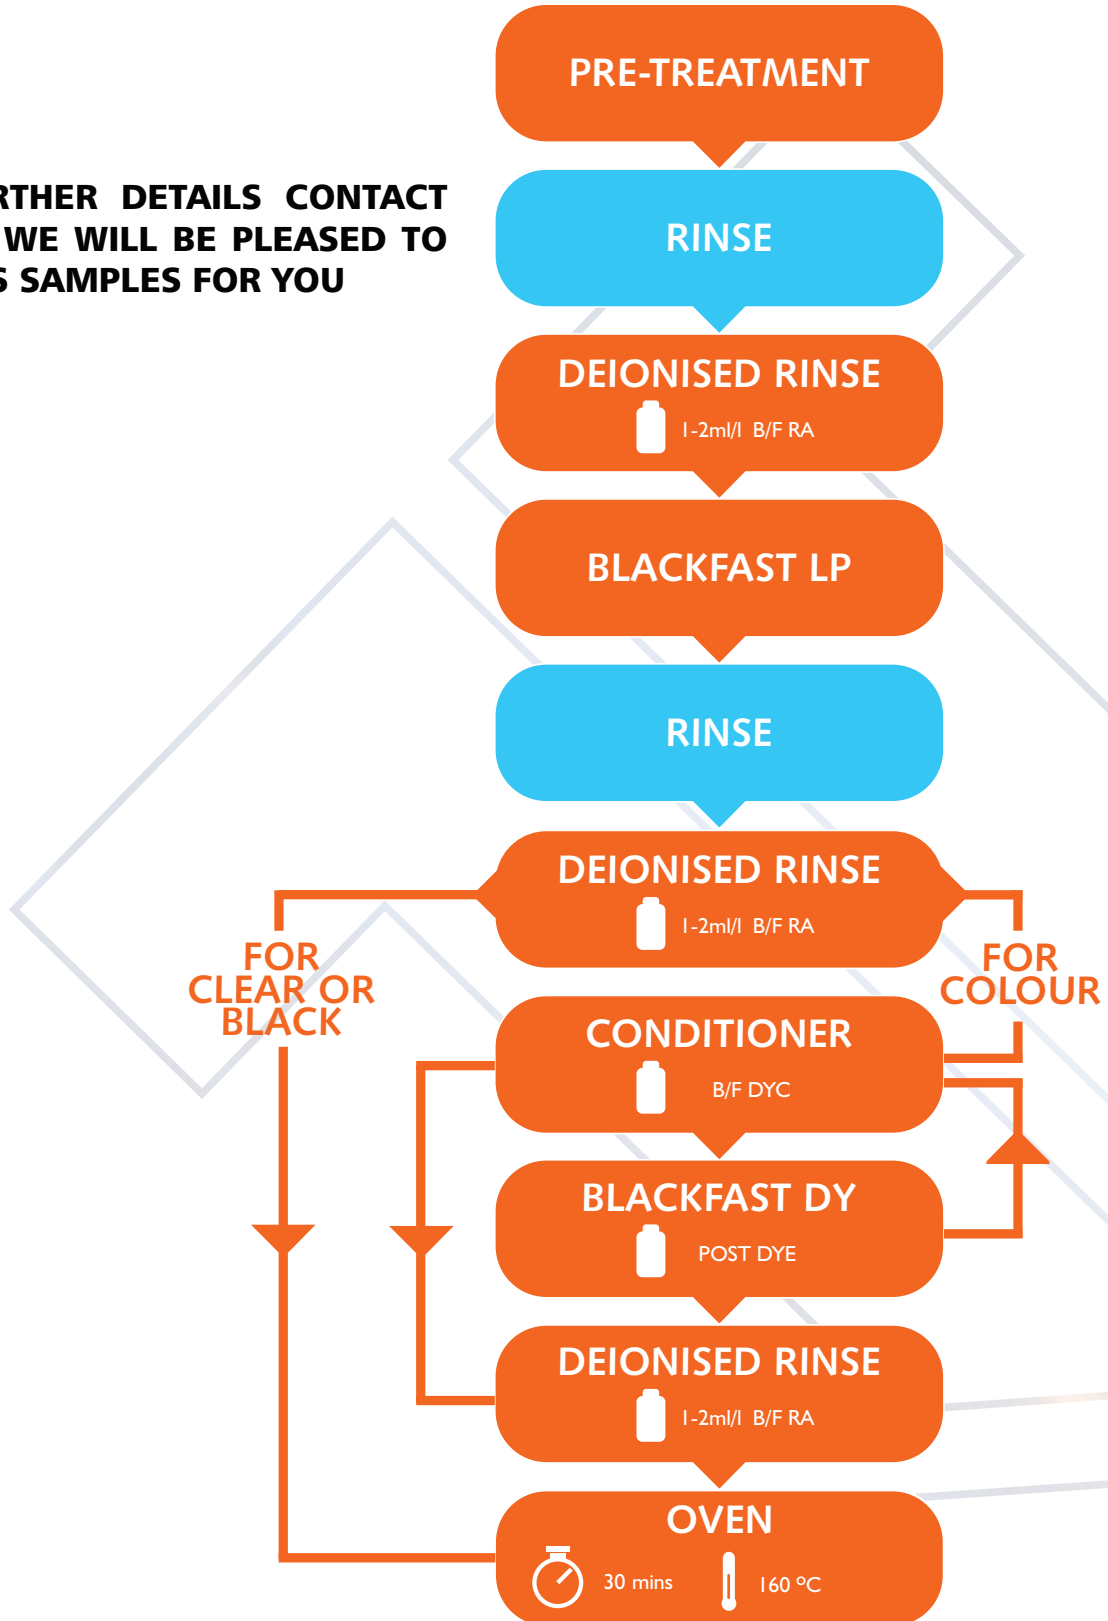 PRE-TREATMENT
DETAILS CONTACT
WE WILL BE PLEASED TO
SAMPLES FOR YOU
RINSE
DEIONISED RINSE
1-2ml/l B/F RA
BLACKFAST LP
RINSE
DEIONISED RINSE
1-2ml/l B/F RA
FOR
CLEAR OR
BLACK
FOR
COLOUR
CONDITIONER
B/F DYC
BLACKFAST DY
POST DYE
DEIONISED RINSE
1-2ml/l B/F RA
OVEN
30 mins
160 ºC